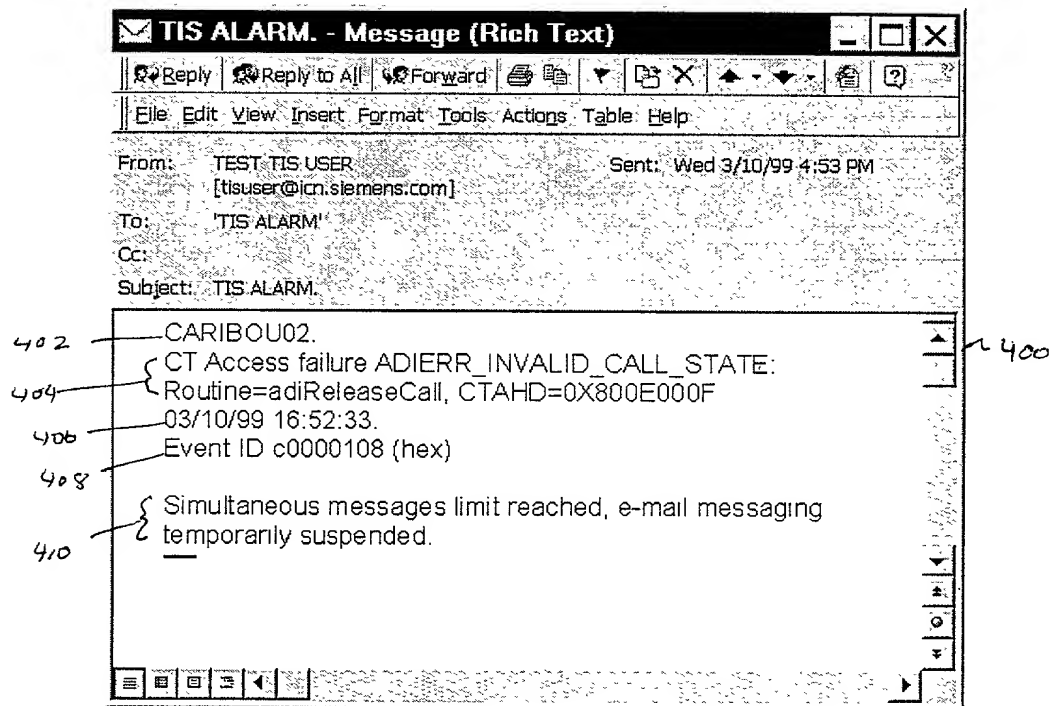 TIS ALARM. - Message (Rich Text)
Reply Reply to All Forward
File Edit View Insert Format Tools Actions Table Help
From: TEST TIS USER Sent: Wed 3/10/99 4:53 PM
[tisuser@icn.siemens.com]
To: 'TIS ALARM'
Cc:
Subject: TIS ALARM.
402 CARIBOU02. 400
404 CT Access failure ADIERR_INVALID_CALL_STATE:
Routine=adiReleaseCall, CTAHD=0X800E000F
406 03/10/99 16:52:33.
408 Event ID c0000108 (hex)
410 Simultaneous messages limit reached, e-mail messaging
temporarily suspended.